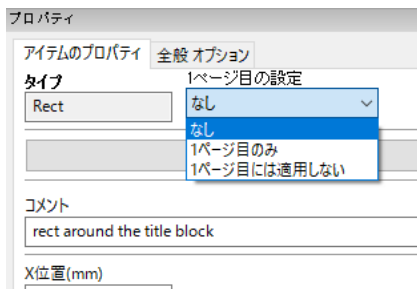 プロパティ
アイテムのプロパティ 全般 オプション
タイプ 1ページ目の設定
Rect なし
なし
1ページ目のみ
1ページ目には適用しない
コメント
rect around the title block
X位置(mm)